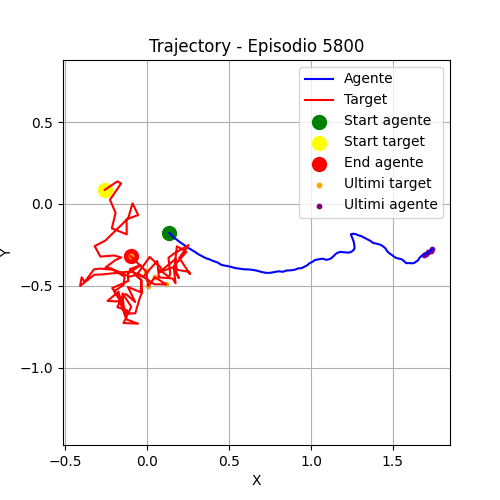 Trajectory - Episodio 5800
Agente
Target
Start agente
Start target
End agente
Ultimi target
Ultimi agente
0.5
0.0
−0.5
−1.0
Y
−0.5
0.0
0.5
1.0
1.5
X